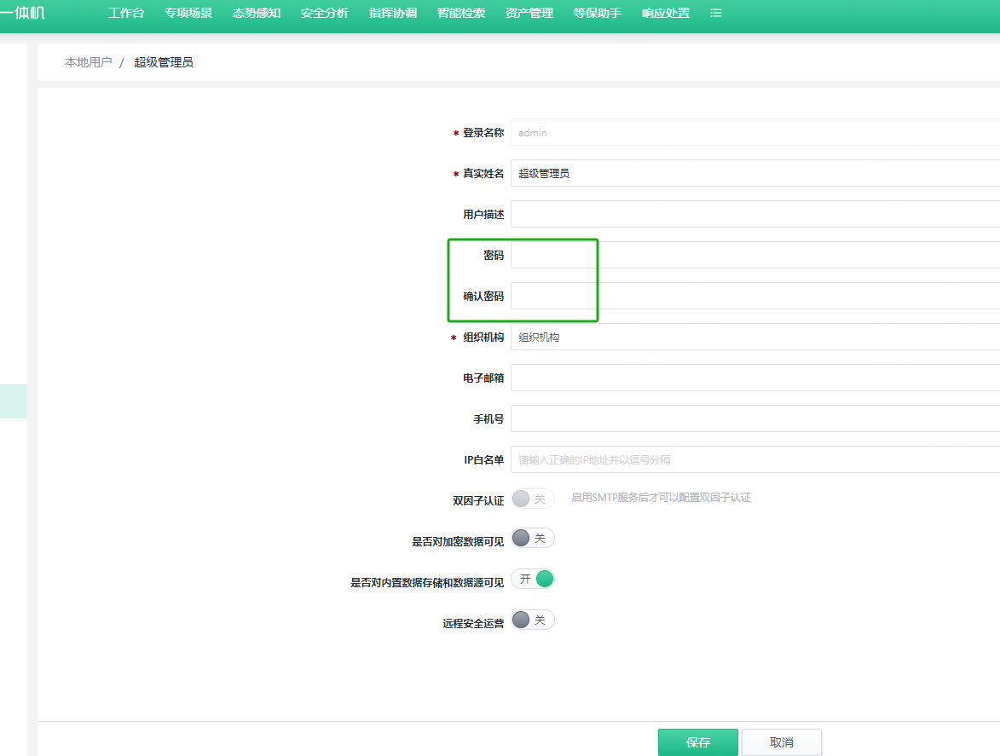 一体机 工作台 专项场景 态势感知 安全分析 指挥协调 智能检索 资产管理 等保助手 响应处置
本地用户 / 超级管理员
* 登录名称 admin
* 真实姓名 超级管理员
用户描述
密码
确认密码
* 组织机构 组织机构
电子邮箱
手机号
IP白名单 请输入正确的IP地址并以逗号分隔
双因子认证 关 启用SMTP服务后才可以配置双因子认证
是否对加密数据可见 关
是否对内置数据存储和数据源可见 开
远程安全运营 关
保存 取消